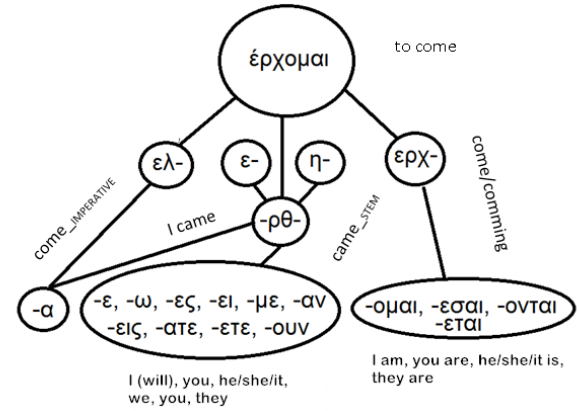 έρχομαι
to come
ελ-
ε-
η-
ερχ-
come_IMPERATIVE
I came
-ρθ-
came_STEM
come/comming
-α
-ε, -ω, -ες, -ει, -με, -αν
-εις, -ατε, -ετε, -ουν
-ομαι, -εσαι, -ονται
-εται
I (will), you, he/she/it,
we, you, they
I am, you are, he/she/it is,
they are